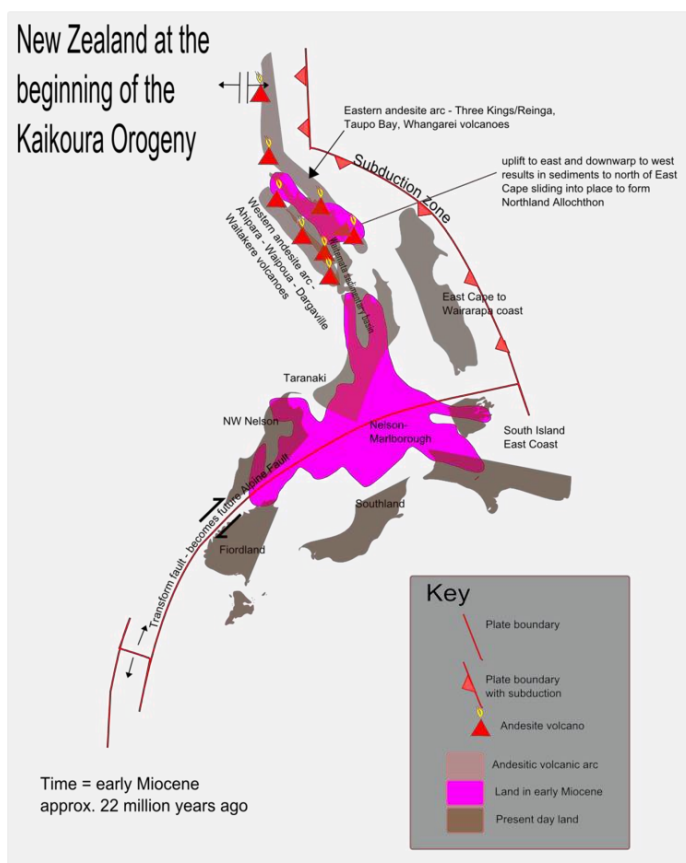 New Zealand at the
beginning of the
Kaikoura Orogeny
Eastern andesite arc - Three Kings/Reinga,
Taupo Bay, Whangarei volcanoes
Subduction zone
uplift to east and downwarp to west
results in sediments to north of East
Cape sliding into place to form
Northland Allochthon
Western andesite arc -
Ahipara - Waipoua - Dargaville
Waitakere volcanoes
Waitemata sedimentary basin
East Cape to
Wairarapa coast
Taranaki
NW Nelson
Nelson-
Marlborough
South Island
East Coast
Transform fault - becomes future Alpine Fault
Southland
Fiordland
Key
Plate boundary
Plate boundary
with subduction
Andesite volcano
Andesitic volcanic arc
Land in early Miocene
Present day land
Time = early Miocene
approx. 22 million years ago